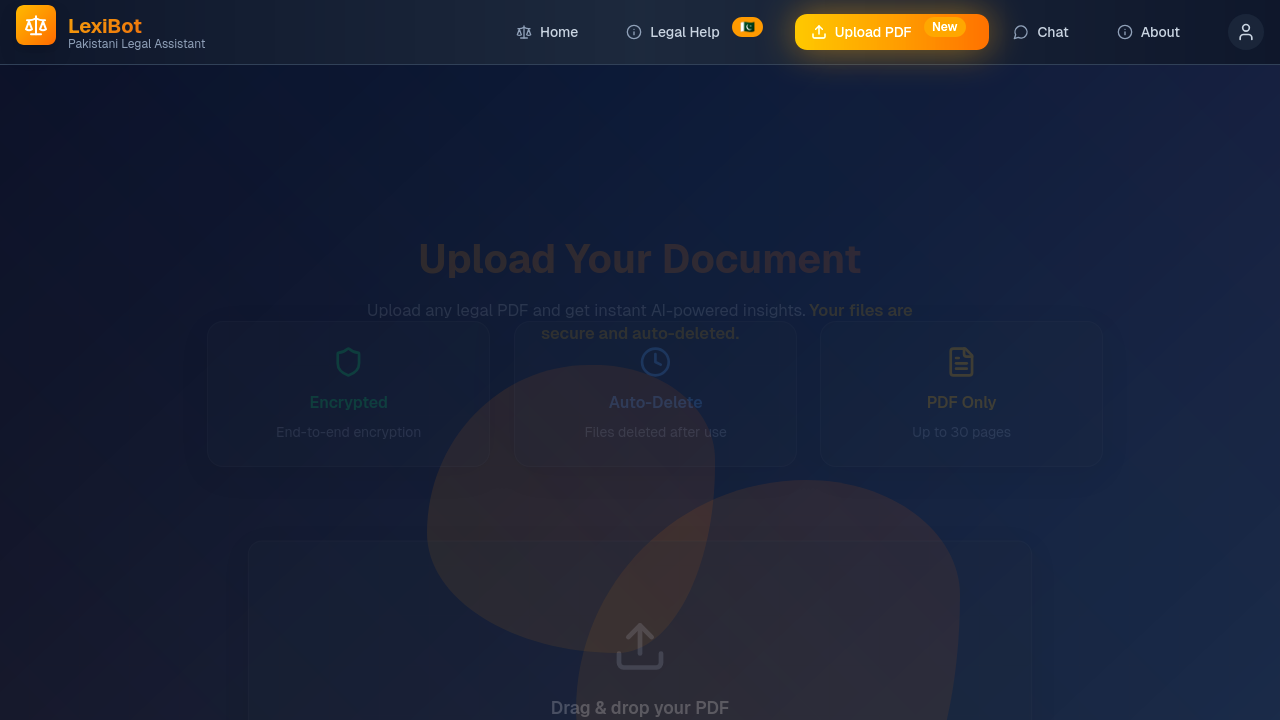 LexiBot
Pakistani Legal Assistant
Home
Legal Help
Upload PDF
New
Chat
About
Upload Your Document
Upload any legal PDF and get instant AI-powered insights. Your files are
secure and auto-deleted.
Encrypted
End-to-end encryption
Auto-Delete
Files deleted after use
PDF Only
Up to 30 pages
Drag & drop your PDF